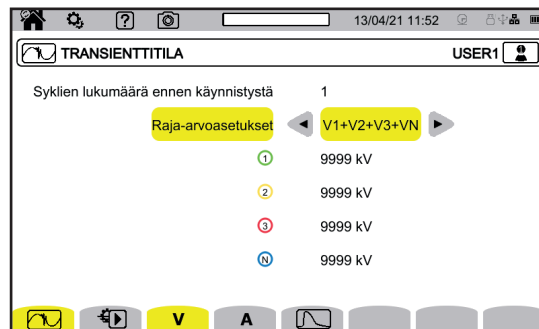 13/04/21 11:52
TRANSIENTTITILA USER1
Syklien lukumäärä ennen käynnistystä 1
Raja-arvoasetukset V1+V2+V3+VN
1 9999 kV
2 9999 kV
3 9999 kV
N 9999 kV
V A